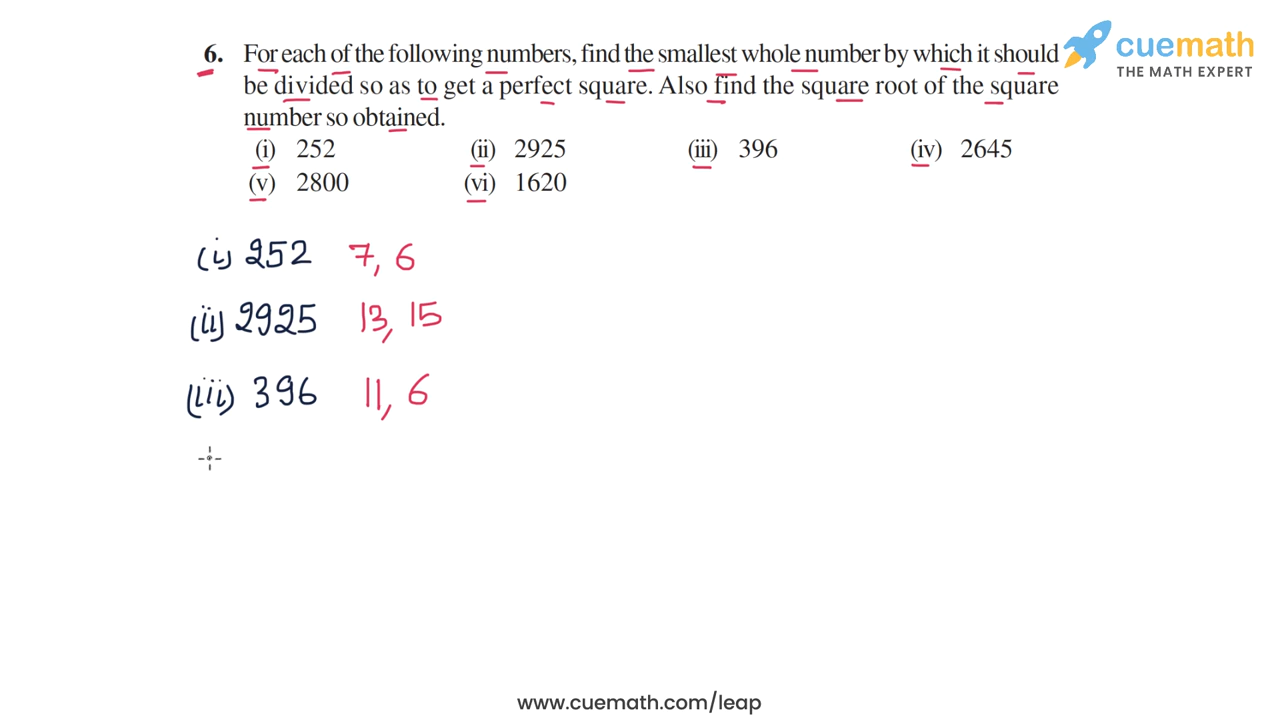 6. For each of the following numbers, find the smallest whole number by which it should
be divided so as to get a perfect square. Also find the square root of the square
number so obtained.
(i) 252 (ii) 2925 (iii) 396 (iv) 2645
(v) 2800 (vi) 1620
cuemath
THE MATH EXPERT
(i) 252 7, 6
(ii) 2925 13, 15
(iii) 396 11, 6
www.cuemath.com/leap